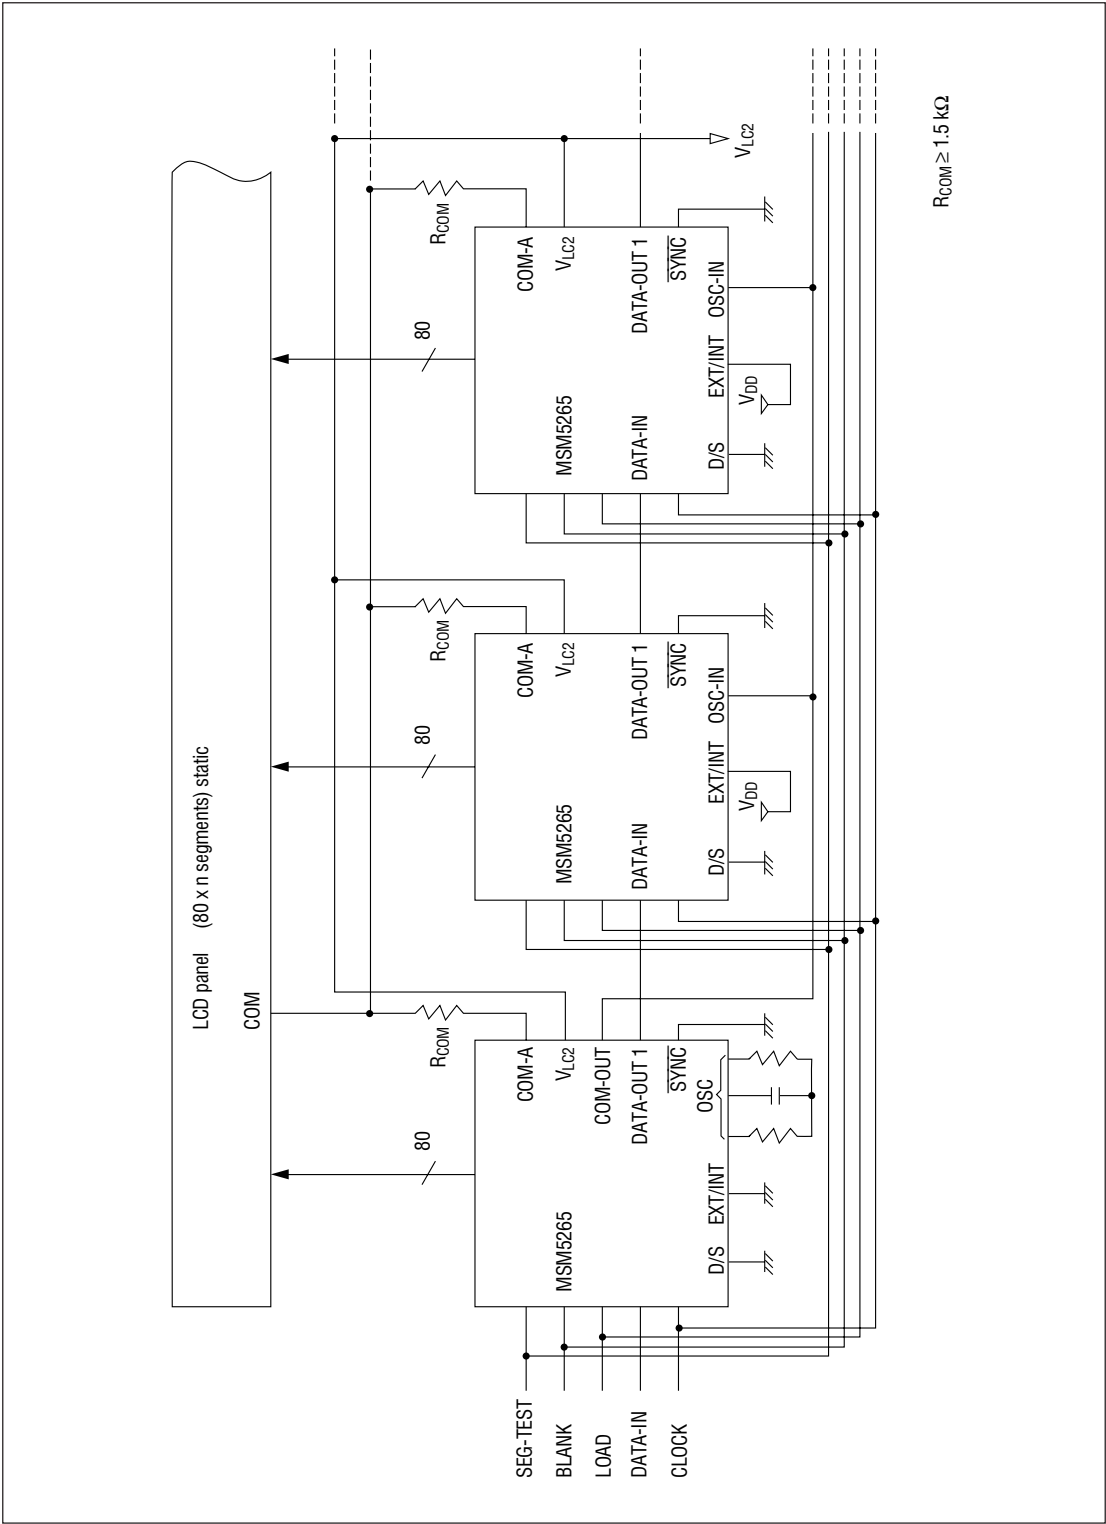 LCD panel (80 x n segments) static
COM
80
80
80
RCOM
RCOM
RCOM
COM-A
VLC2
COM-OUT
DATA-OUT 1
SYNC
MSM5265
OSC
D/S
EXT/INT
COM-A
VLC2
DATA-OUT 1
SYNC
MSM5265
DATA-IN
D/S
EXT/INT
OSC-IN
VDD
COM-A
VLC2
DATA-OUT 1
SYNC
MSM5265
DATA-IN
D/S
EXT/INT
OSC-IN
VDD
VLC2
SEG-TEST
BLANK
LOAD
DATA-IN
CLOCK
RCOM ≥ 1.5 kΩ